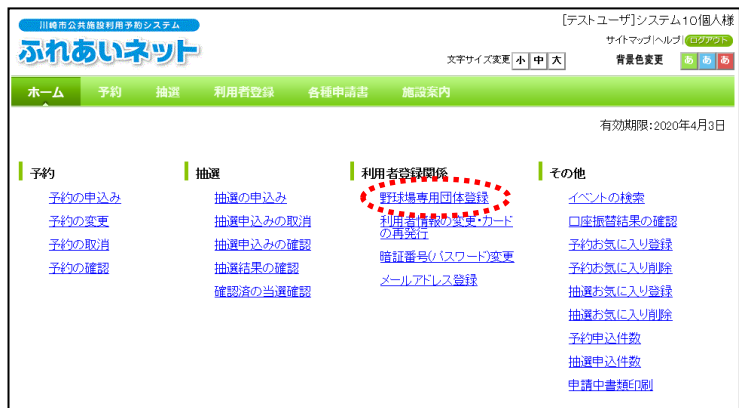 川崎市公共施設利用予約システム
ふれあいネット
[テストユーザ]システム10個人様
サイトマップ|ヘルプ|ログアウト
文字サイズ変更 小 中 大 背景色変更 あ あ あ
ホーム 予約 抽選 利用者登録 各種申請書 施設案内
有効期限:2020年4月3日
予約
予約の申込み
予約の変更
予約の取消
予約の確認
抽選
抽選の申込み
抽選申込みの取消
抽選申込みの確認
抽選結果の確認
確認済の当選確認
利用者登録関係
野球場専用団体登録
利用者情報の変更・カード
の再発行
暗証番号(パスワード)変更
メールアドレス登録
その他
イベントの検索
口座振替結果の確認
予約お気に入り登録
予約お気に入り削除
抽選お気に入り登録
抽選お気に入り削除
予約申込件数
抽選申込件数
申請中書類印刷